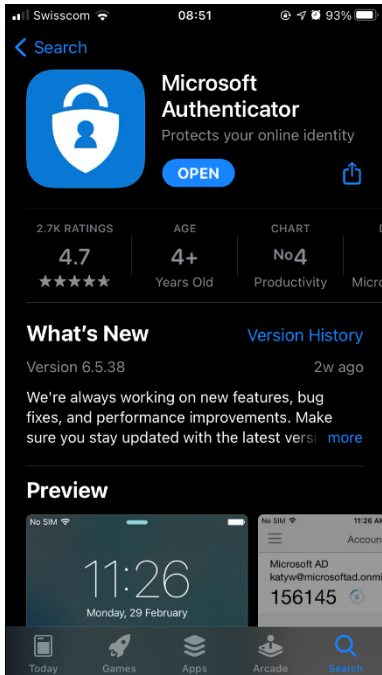 Swisscom 08:51 93%
Search
Microsoft
Authenticator
Protects your online identity
OPEN
2.7K RATINGS AGE CHART
4.7 4+ No4
Years Old Productivity Micro
What's New Version History
Version 6.5.38 2w ago
We're always working on new features, bug
fixes, and performance improvements. Make
sure you stay updated with the latest versi more
Preview
No SIM No SIM 11:26 AM
Accoun
11:26 Microsoft AD
katyw@microsoftad.onmi
Monday, 29 February 156145
Today Games Apps Arcade Search